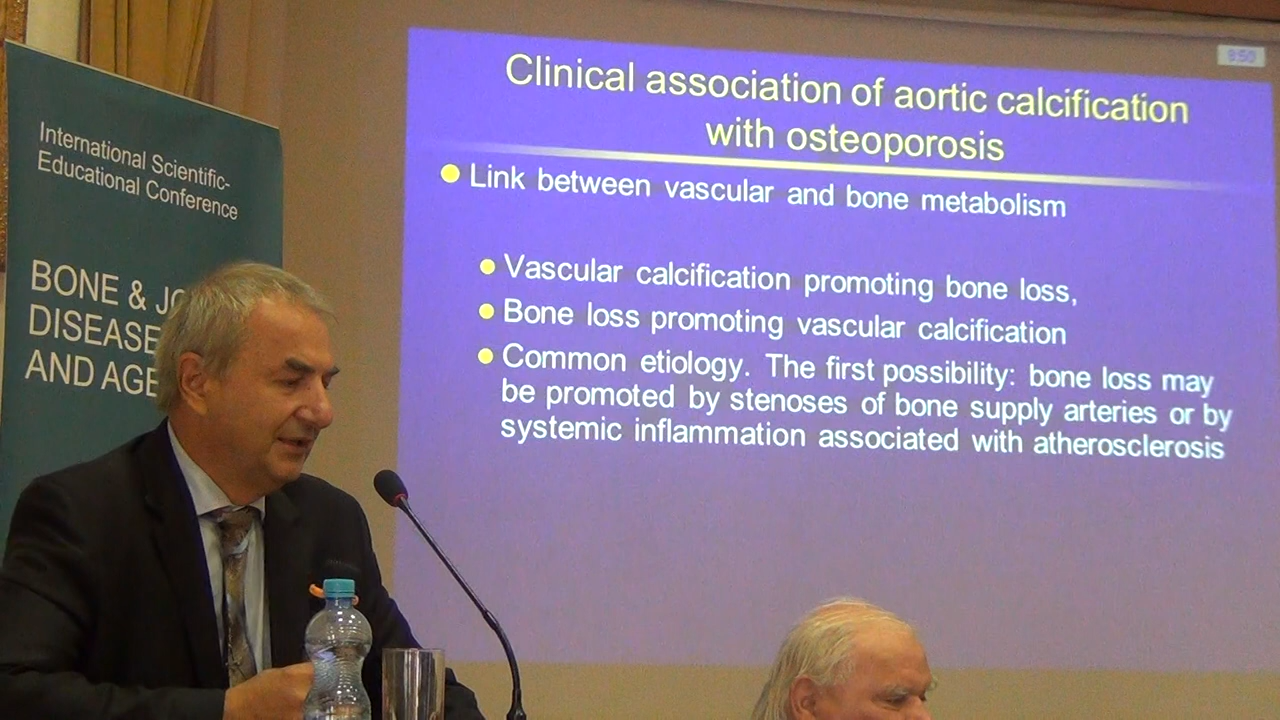 International Scientific-
Educational Conference
BONE & JO
DISEASE
AND AGE
Clinical association of aortic calcification
with osteoporosis
Link between vascular and bone metabolism
Vascular calcification promoting bone loss,
Bone loss promoting vascular calcification
Common etiology. The first possibility: bone loss may
be promoted by stenoses of bone supply arteries or by
systemic inflammation associated with atherosclerosis